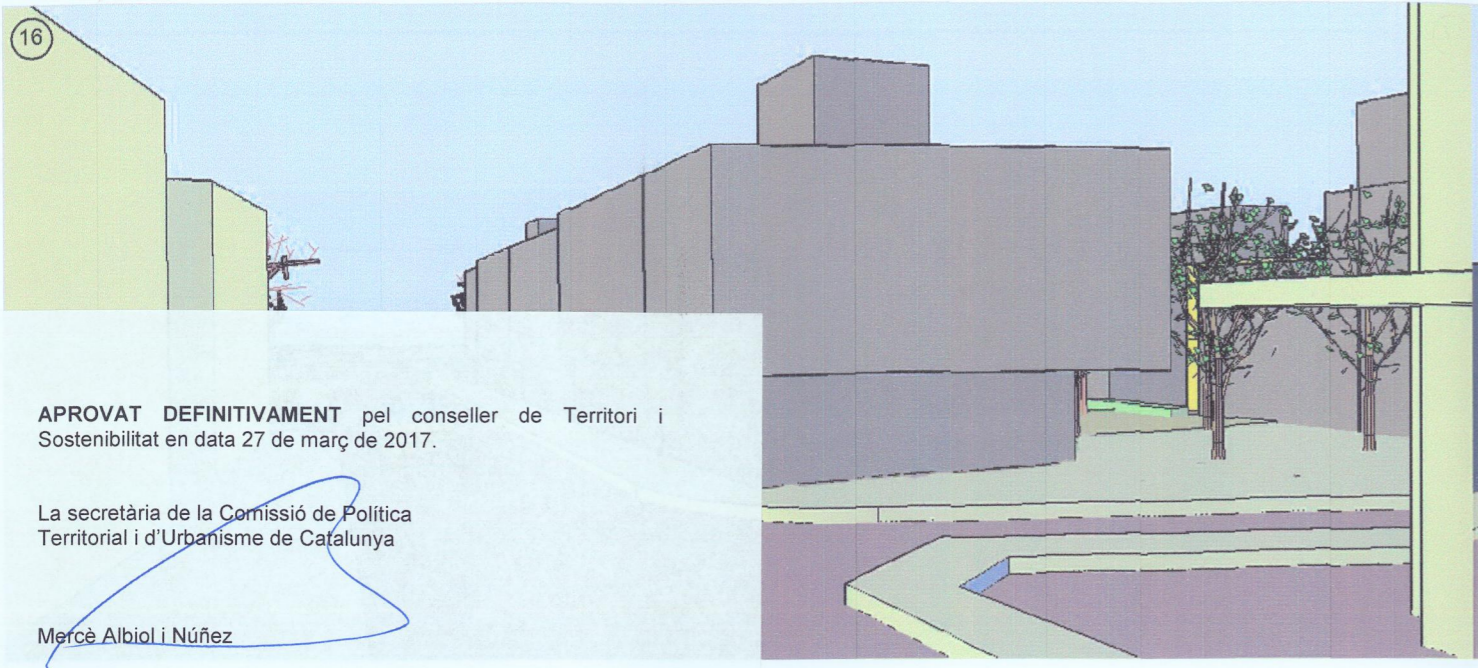 16
APROVAT DEFINITIVAMENT pel conseller de Territori i
Sostenibilitat en data 27 de març de 2017.
La secretària de la Comissió de Política
Territorial i d'Urbanisme de Catalunya
Mercè Albiol i Núñez